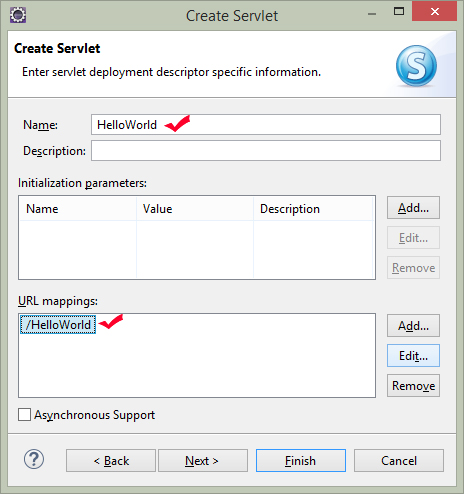 Create Servlet
Create Servlet
Enter servlet deployment descriptor specific information.
S
Name: HelloWorld
Description:
Initialization parameters:
Name Value Description
Add...
Edit...
Remove
URL mappings:
/HelloWorld
Add...
Edit...
Remove
Asynchronous Support
? < Back Next > Finish Cancel